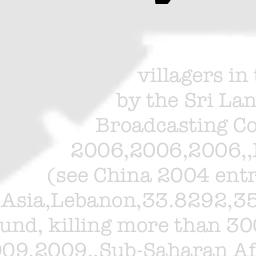 villagers in
by the Sri Lan
Broadcasting Co
2006,2006,2006,,
(see China 2004 entr
Asia,Lebanon,33.8292,35
und, killing more than 300
009,2009,,Sub-Saharan Af